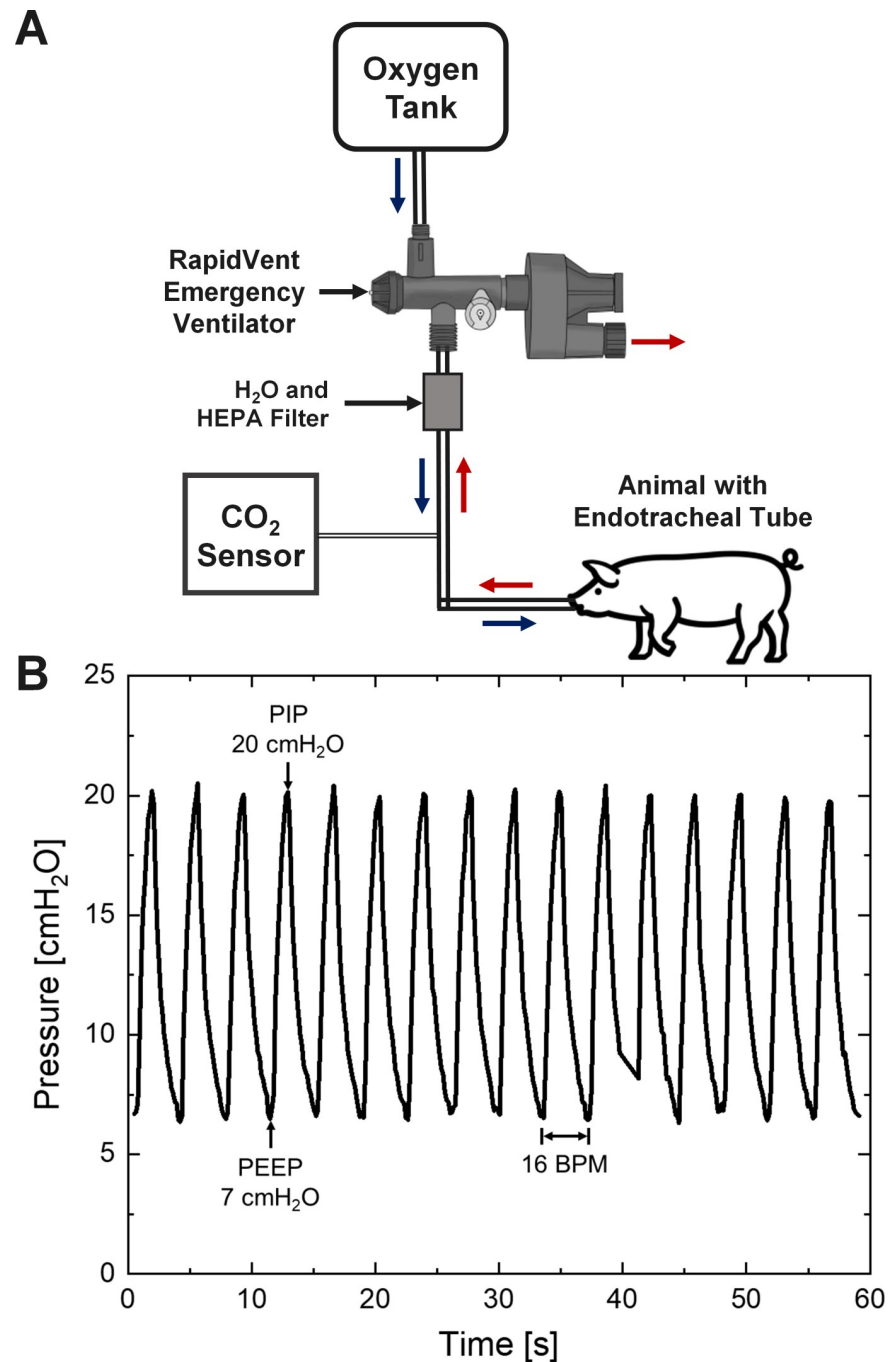 A
Oxygen
Tank
RapidVent
Emergency
Ventilator
H₂O and
HEPA Filter
CO₂
Sensor
Animal with
Endotracheal Tube
B
25
20
15
10
5
0
Pressure [cmH₂O]
PIP
20 cmH₂O
PEEP
7 cmH₂O
16 BPM
0 10 20 30 40 50 60
Time [s]